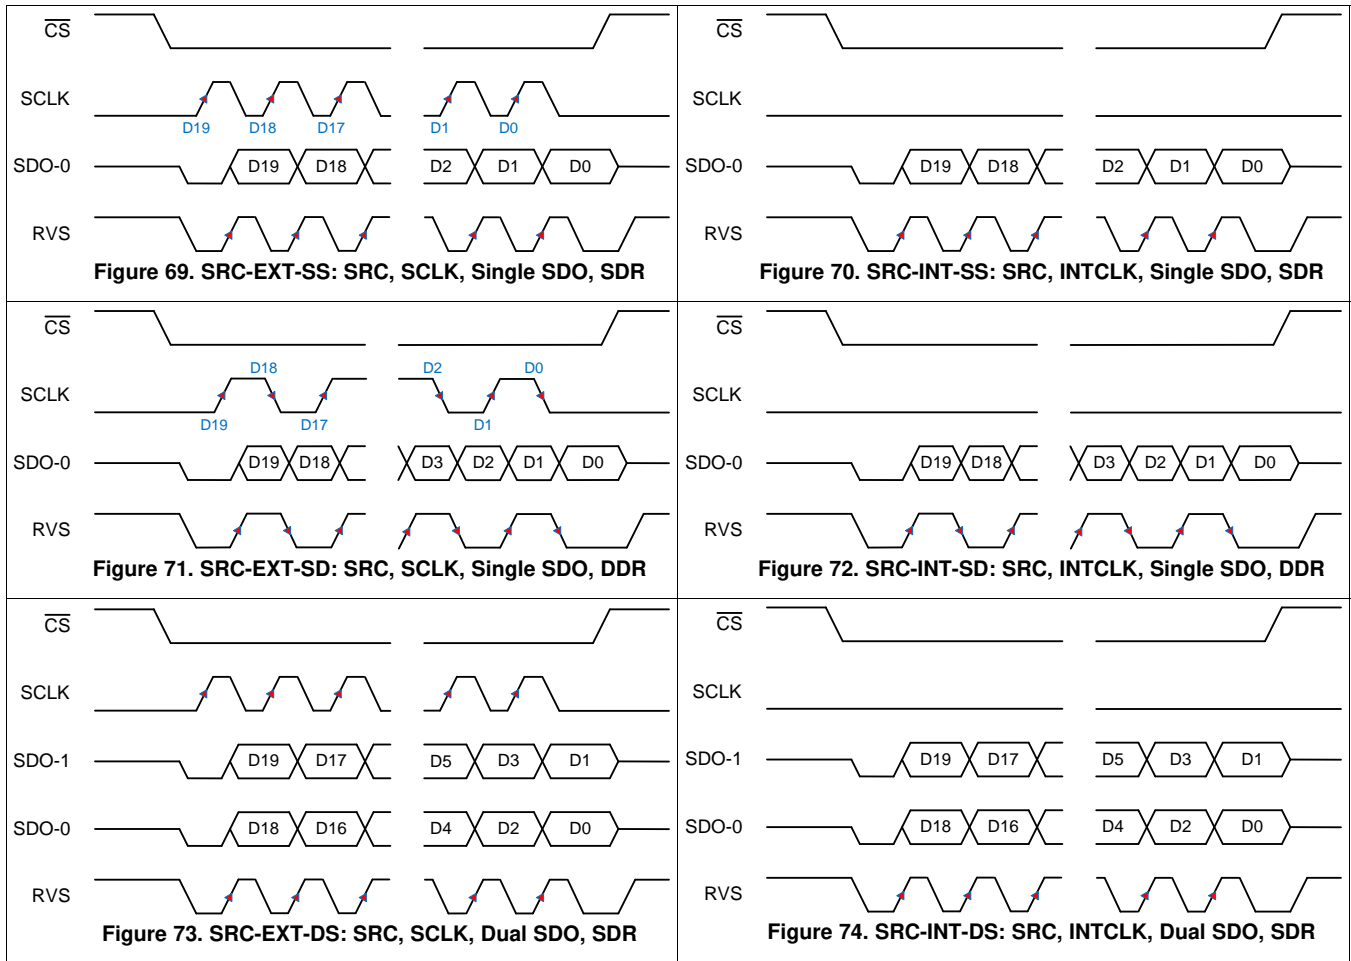 CS
SCLK
D19 D18 D17 D1 D0
SDO-0 D19 D18 D2 D1 D0
RVS
Figure 69. SRC-EXT-SS: SRC, SCLK, Single SDO, SDR
CS
SCLK
SDO-0 D19 D18 D2 D1 D0
RVS
Figure 70. SRC-INT-SS: SRC, INTCLK, Single SDO, SDR
CS
D18 D2 D0
SCLK
D19 D17 D1
SDO-0 D19 D18 D3 D2 D1 D0
RVS
Figure 71. SRC-EXT-SD: SRC, SCLK, Single SDO, DDR
CS
SCLK
SDO-0 D19 D18 D3 D2 D1 D0
RVS
Figure 72. SRC-INT-SD: SRC, INTCLK, Single SDO, DDR
CS
SCLK
SDO-1 D19 D17 D5 D3 D1
SDO-0 D18 D16 D4 D2 D0
RVS
Figure 73. SRC-EXT-DS: SRC, SCLK, Dual SDO, SDR
CS
SCLK
SDO-1 D19 D17 D5 D3 D1
SDO-0 D18 D16 D4 D2 D0
RVS
Figure 74. SRC-INT-DS: SRC, INTCLK, Dual SDO, SDR